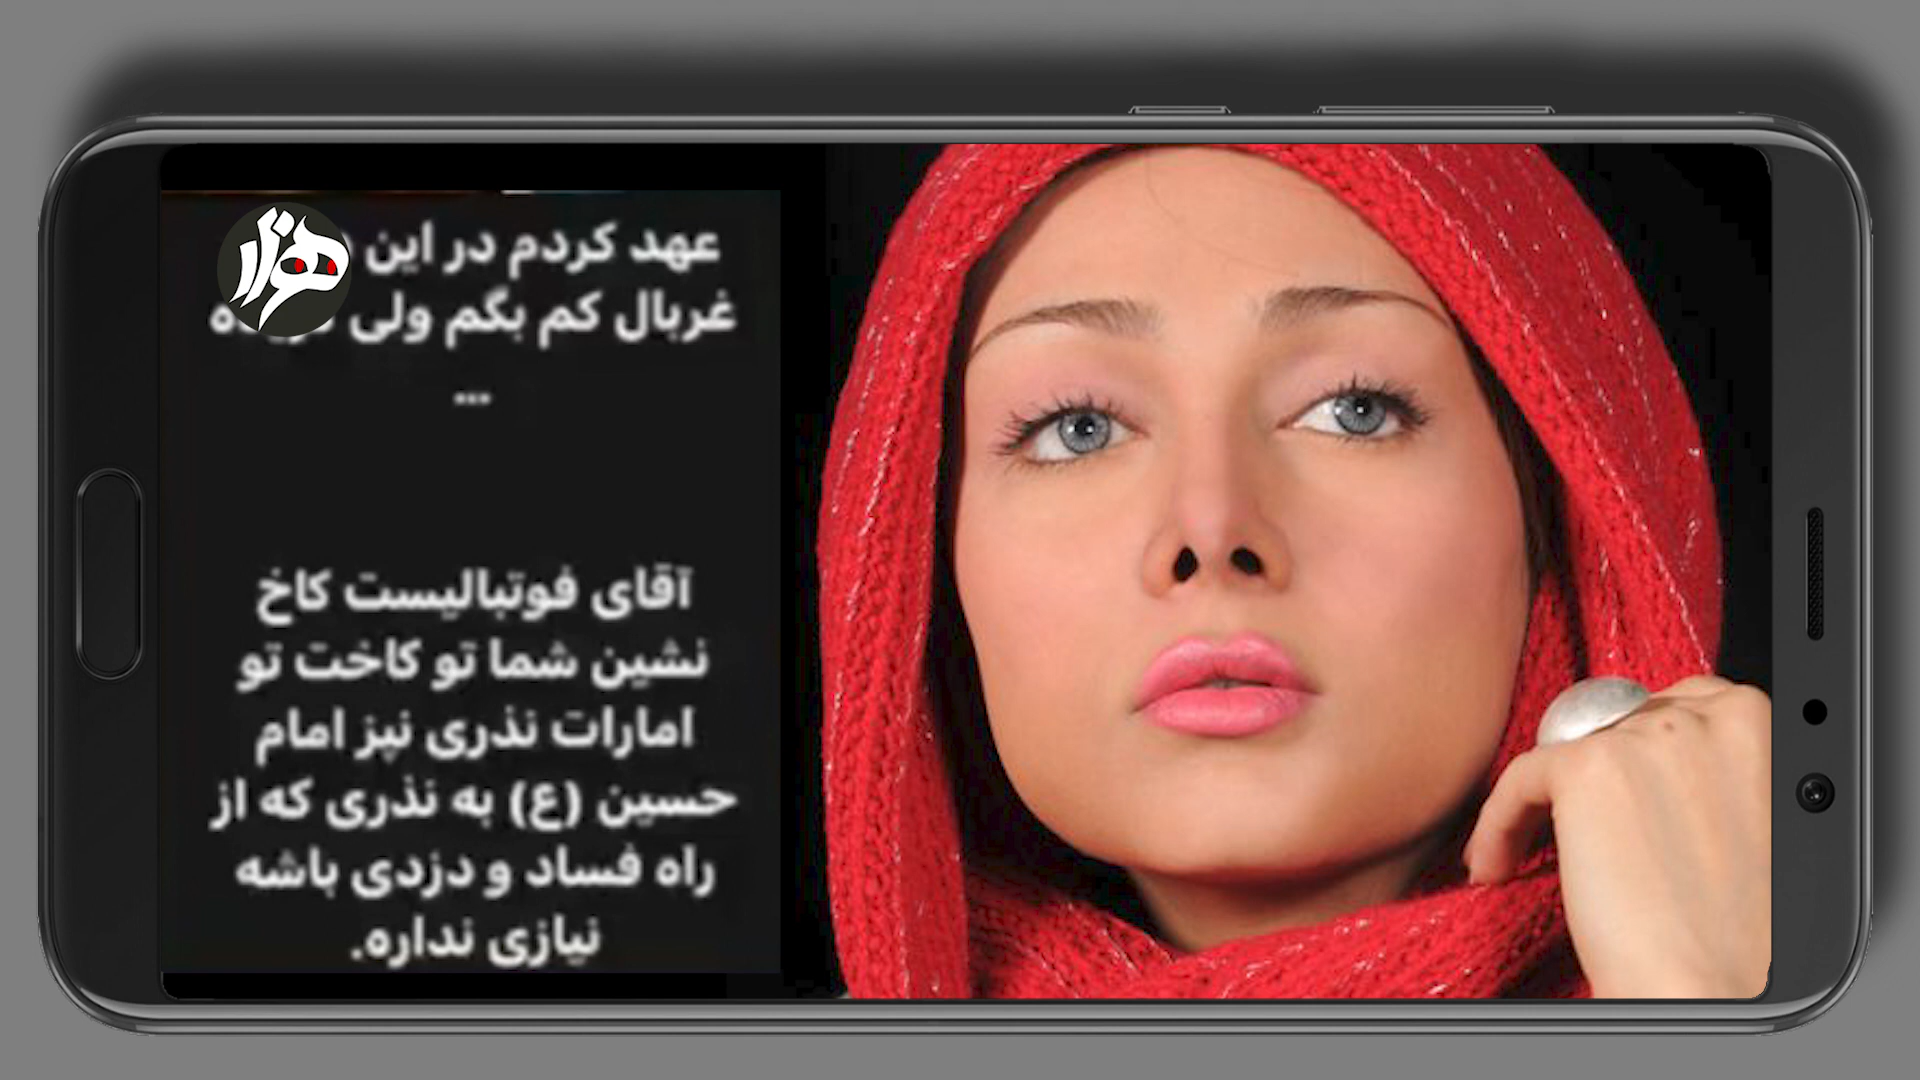 عهد کردم در این
غربال کم بگم ولی
...
آقای فوتبالیست کاخ
نشین شما تو کاخت تو
امارات نذری نپز امام
حسین (ع) به نذری که از
راه فساد و دزدی باشه
نیازی نداره.